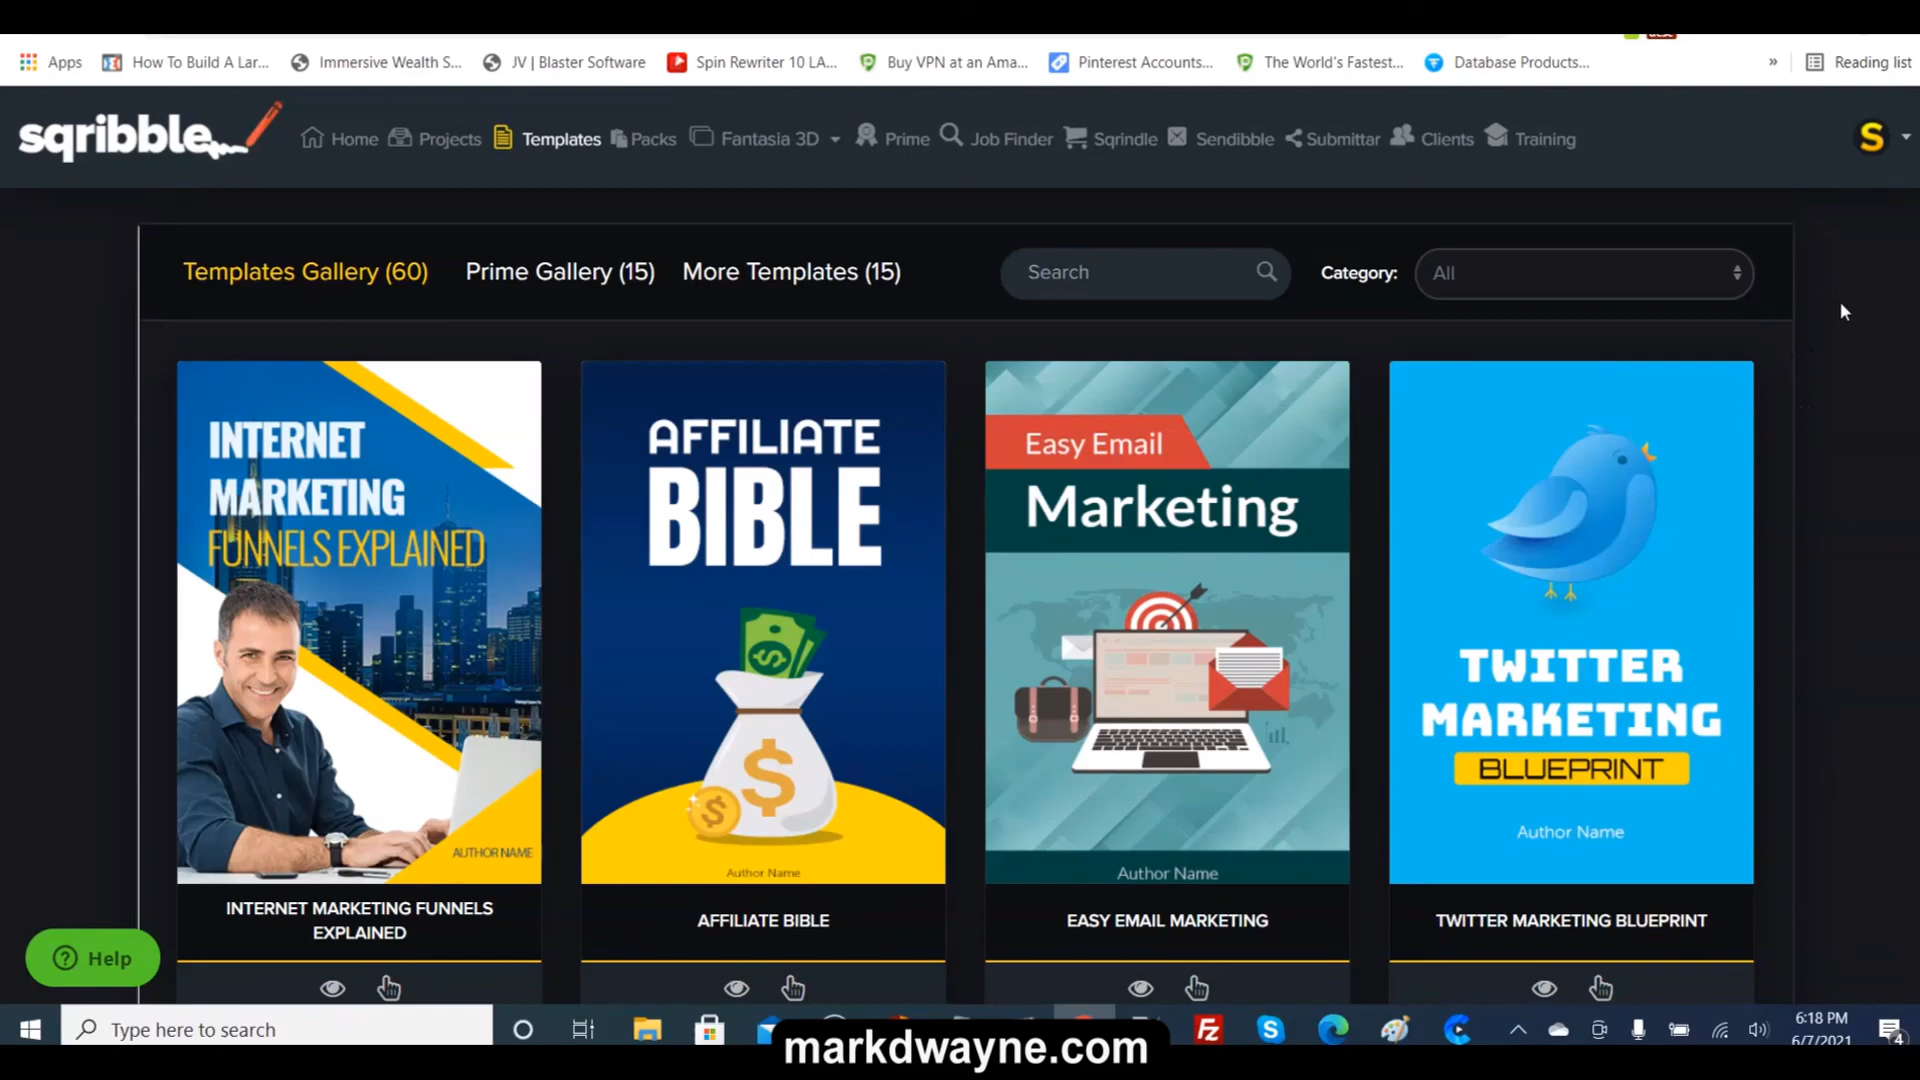 Apps How To Build A Lar... Immersive Wealth S... JV | Blaster Software Spin Rewriter 10 LA... Buy VPN at an Ama... Pinterest Accounts... The World's Fastest... Database Products... » Reading list
sqribble Home Projects Templates Packs Fantasia 3D Prime Job Finder Sqrindle Sendibble Submittar Clients Training S
Templates Gallery (60) Prime Gallery (15) More Templates (15) Search Category: All
INTERNET
MARKETING
FUNNELS EXPLAINED
AUTHOR NAME
AFFILIATE
BIBLE
$
$
$
Author Name
Easy Email
Marketing
Author Name
TWITTER
MARKETING
BLUEPRINT
Author Name
INTERNET MARKETING FUNNELS
EXPLAINED
AFFILIATE BIBLE
EASY EMAIL MARKETING
TWITTER MARKETING BLUEPRINT
? Help
Type here to search
Fz
S
6:18 PM
6/7/2021
4
markdwayne.com